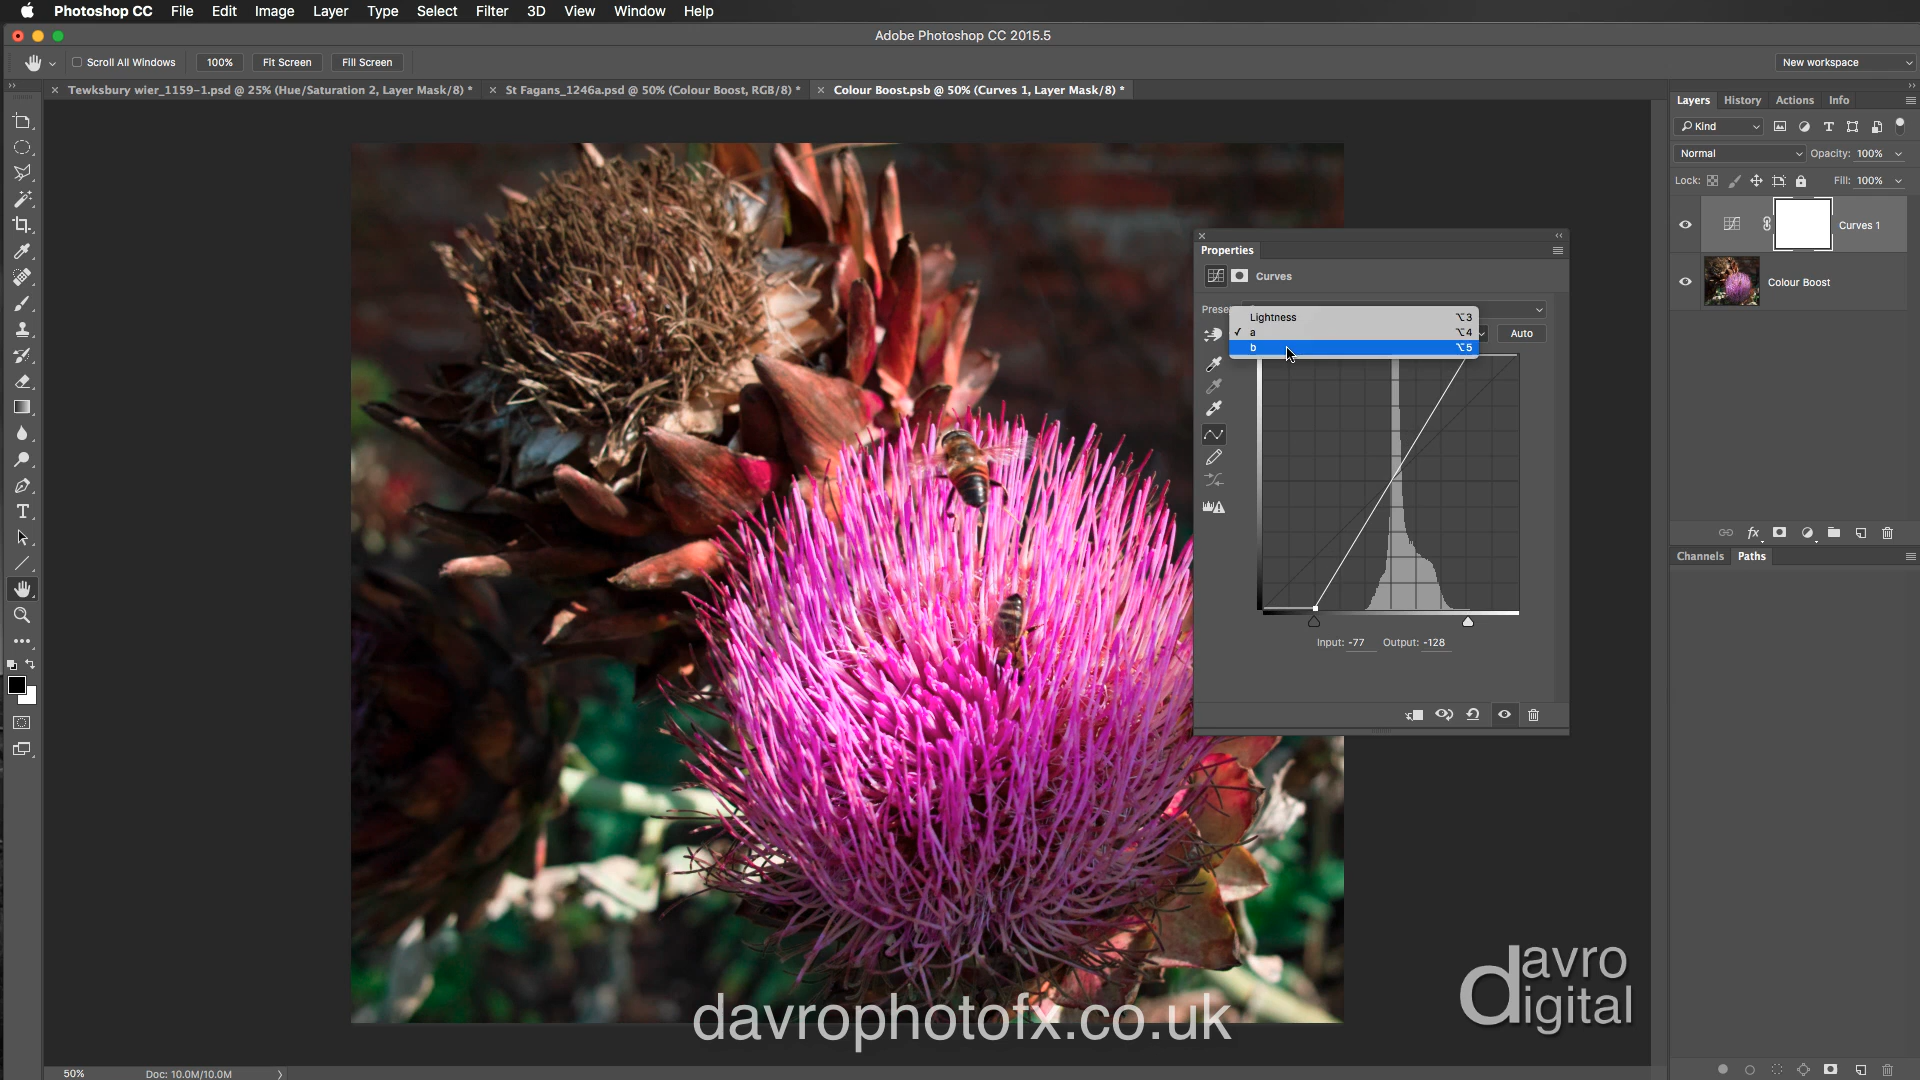 Photoshop CC File Edit Image Layer Type Select Filter 3D View Window Help
Adobe Photoshop CC 2015.5
Scroll All Windows 100% Fit Screen Fill Screen New workspace
Tewksbury wier_1159-1.psd @ 25% (Hue/Saturation 2, Layer Mask/8) * St Fagans_1246a.psd @ 50% (Colour Boost, RGB/8) * Colour Boost.psb @ 50% (Curves 1, Layer Mask/8) *
Layers History Actions Info
Kind
Normal Opacity: 100%
Lock: Fill: 100%
Curves 1
Colour Boost
fx
Channels Paths
Properties
Curves
Lightness ⌥3
a ⌥4
Auto
b ⌥5
Input: -77 Output: -128
davro
digital
davrophotofx.co.uk
50% Doc: 10.0M/10.0M